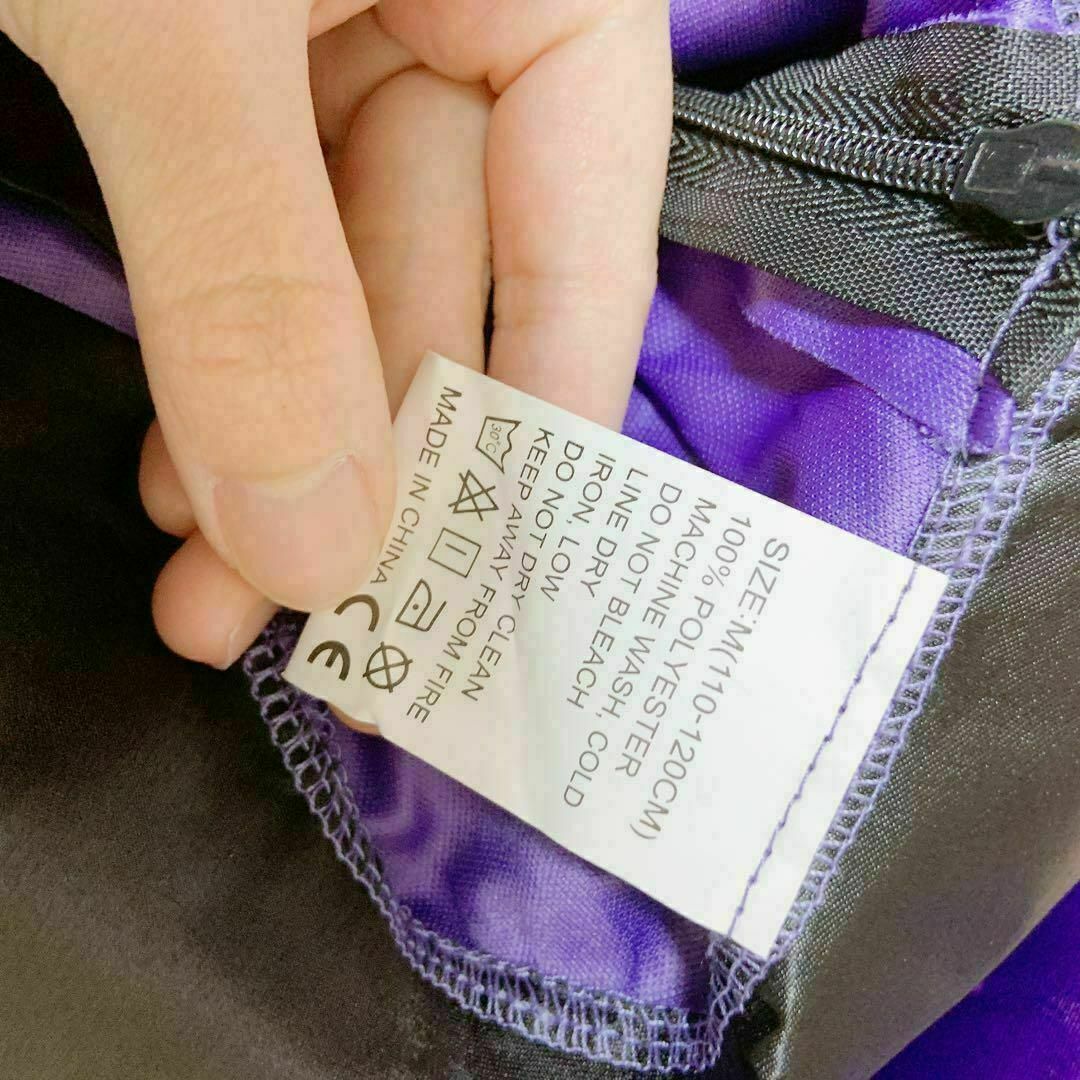 SIZE:M(110-120CM)
100% POLYESTER
MACHINE WASH, COLD
DO NOT BLEACH
LINE DRY
IRON, LOW
DO NOT DRY CLEAN
KEEP AWAY FROM FIRE
30°C
MADE IN CHINA CE